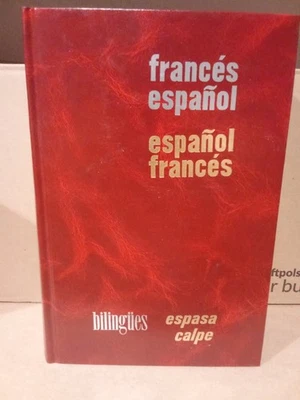 francés
español
español
francés
bilingües
espasa
calpe